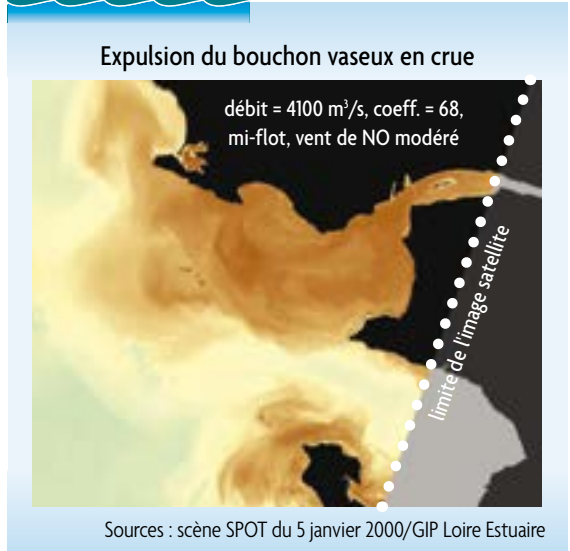 Expulsion du bouchon vaseux en crue
débit = 4100 m³/s, coeff. = 68,
mi-flot, vent de NO modéré
limite de l'image satellite
Sources : scène SPOT du 5 janvier 2000/GIP Loire Estuaire